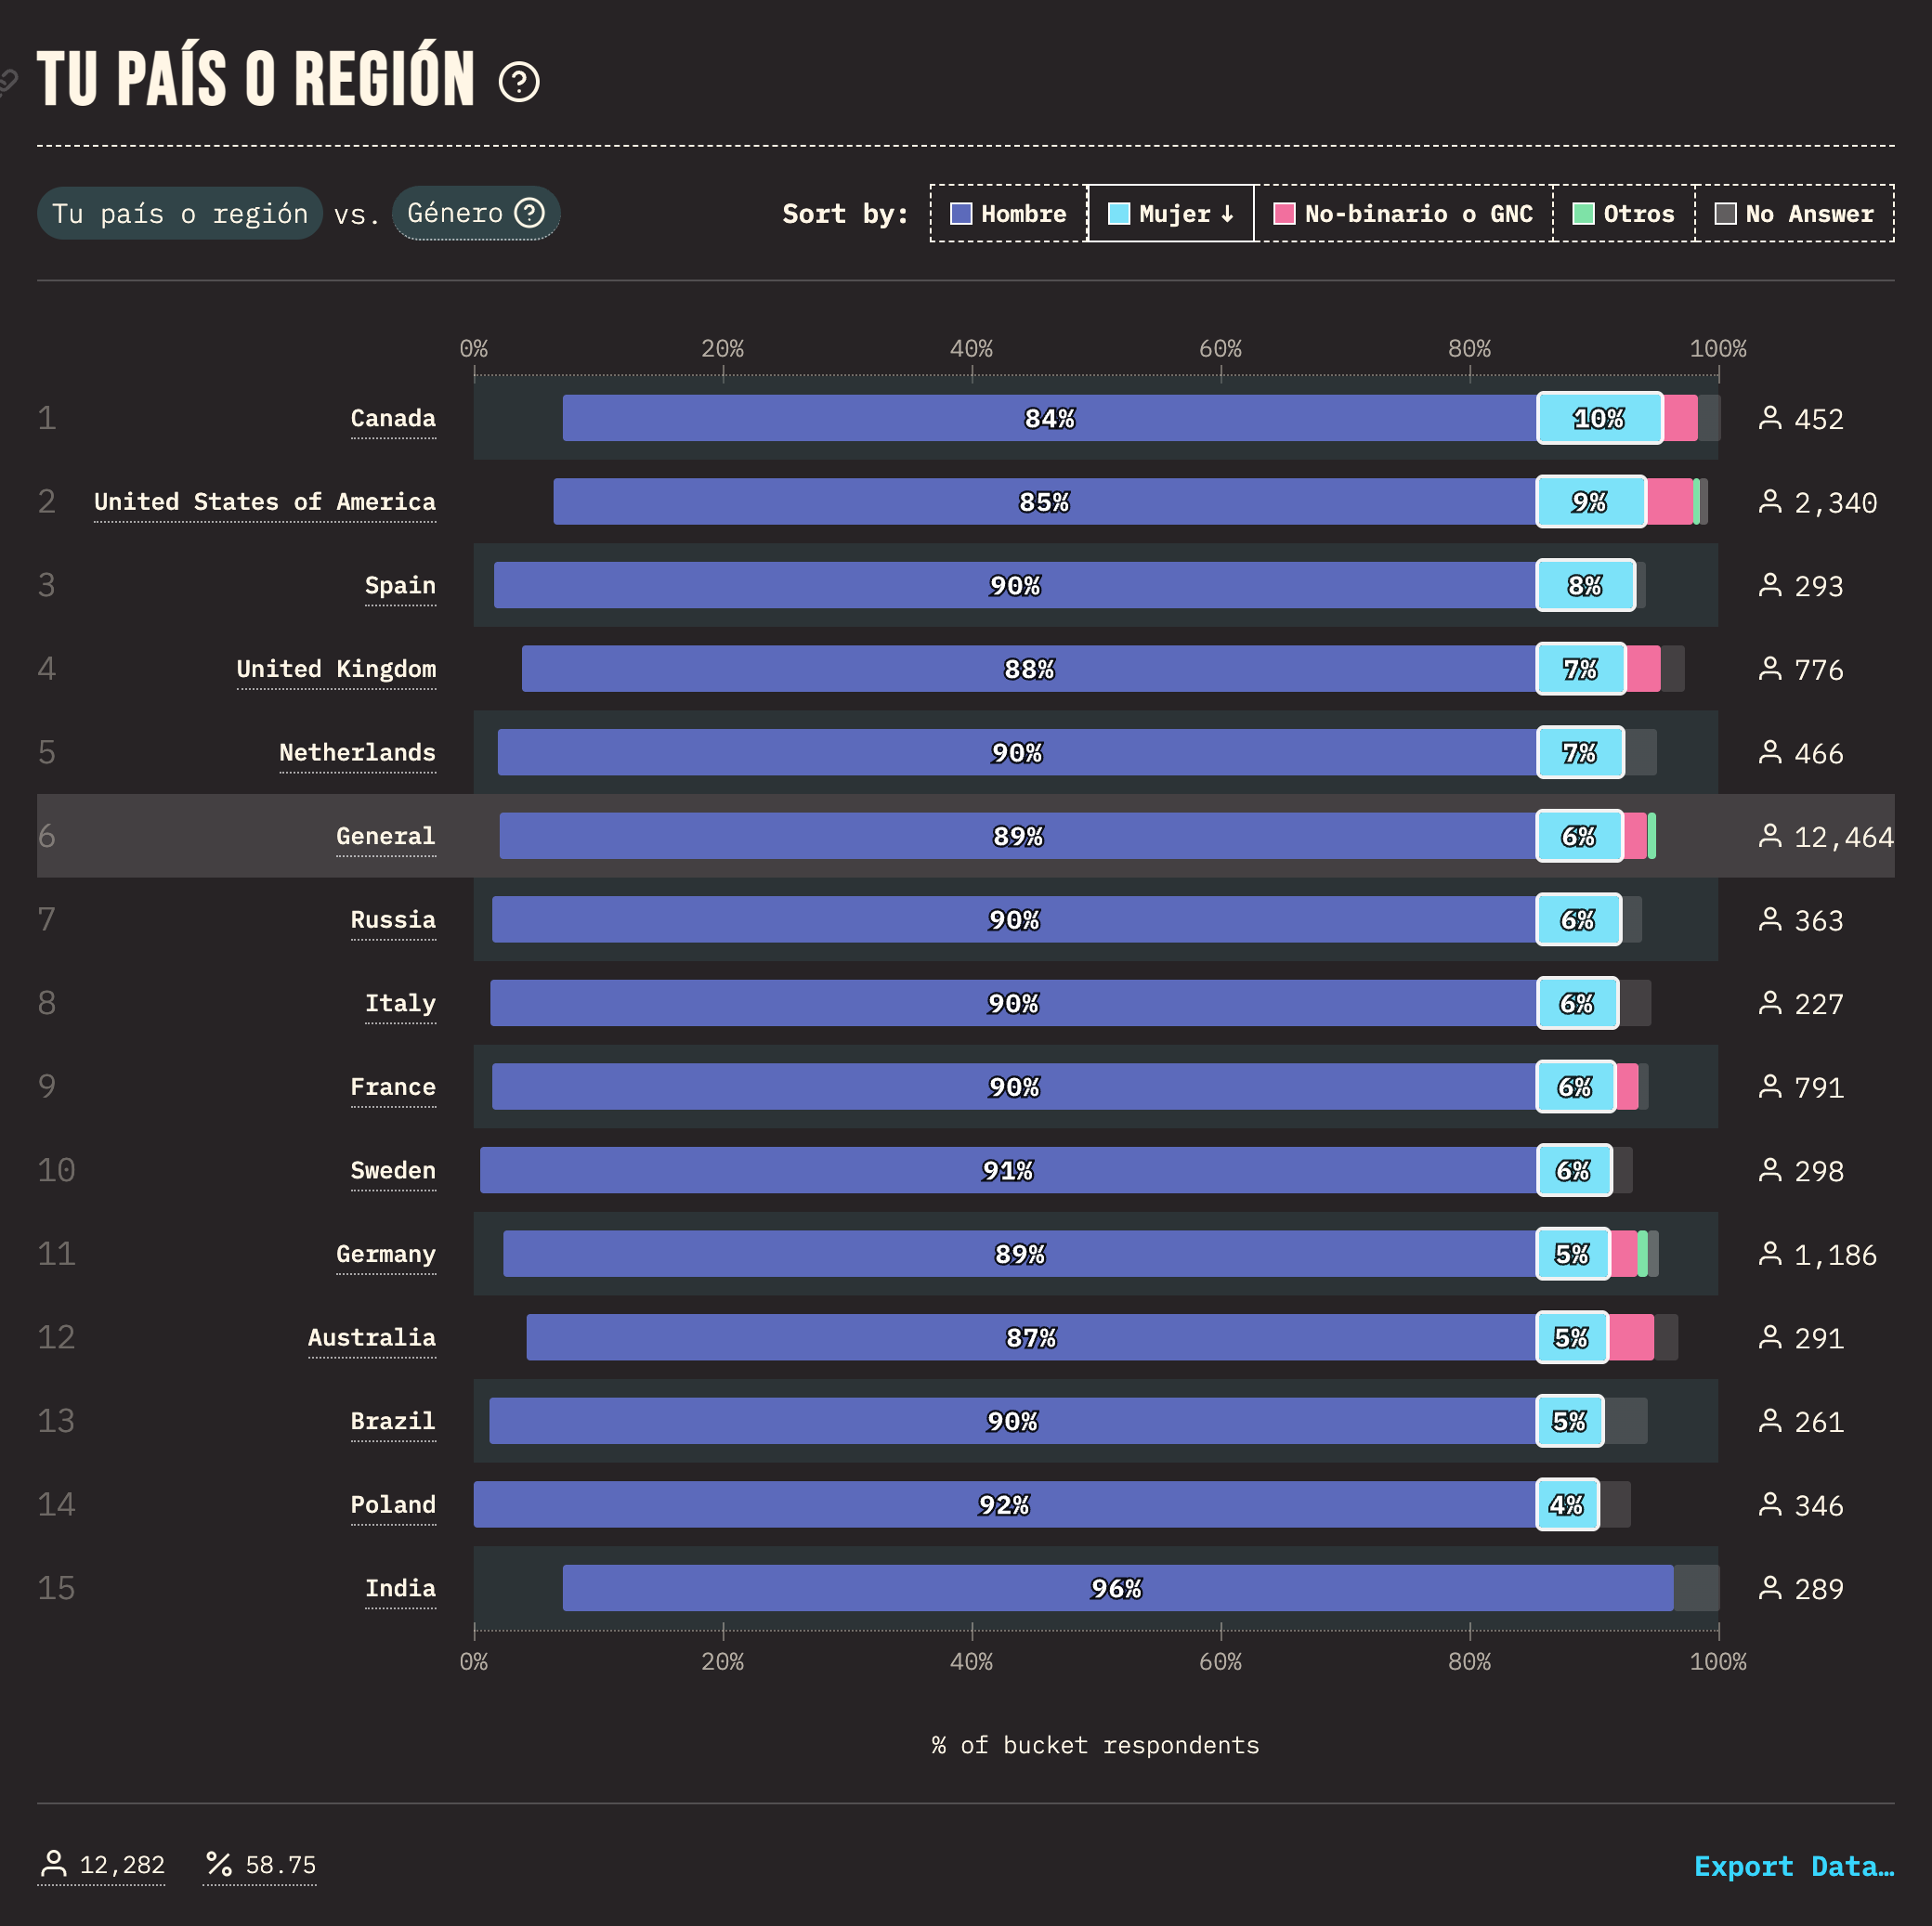 TU PAÍS O REGIÓN
Tu país o región vs. Género
Sort by: Hombre Mujer ↓ No-binario o GNC Otros No Answer
0% 20% 40% 60% 80% 100%
1 Canada 84% 10% 452
2 United States of America 85% 9% 2,340
3 Spain 90% 8% 293
4 United Kingdom 88% 7% 776
5 Netherlands 90% 7% 466
6 General 89% 6% 12,464
7 Russia 90% 6% 363
8 Italy 90% 6% 227
9 France 90% 6% 791
10 Sweden 91% 6% 298
11 Germany 89% 5% 1,186
12 Australia 87% 5% 291
13 Brazil 90% 5% 261
14 Poland 92% 4% 346
15 India 96% 289
0% 20% 40% 60% 80% 100%
% of bucket respondents
12,282 % 58.75
Export Data…